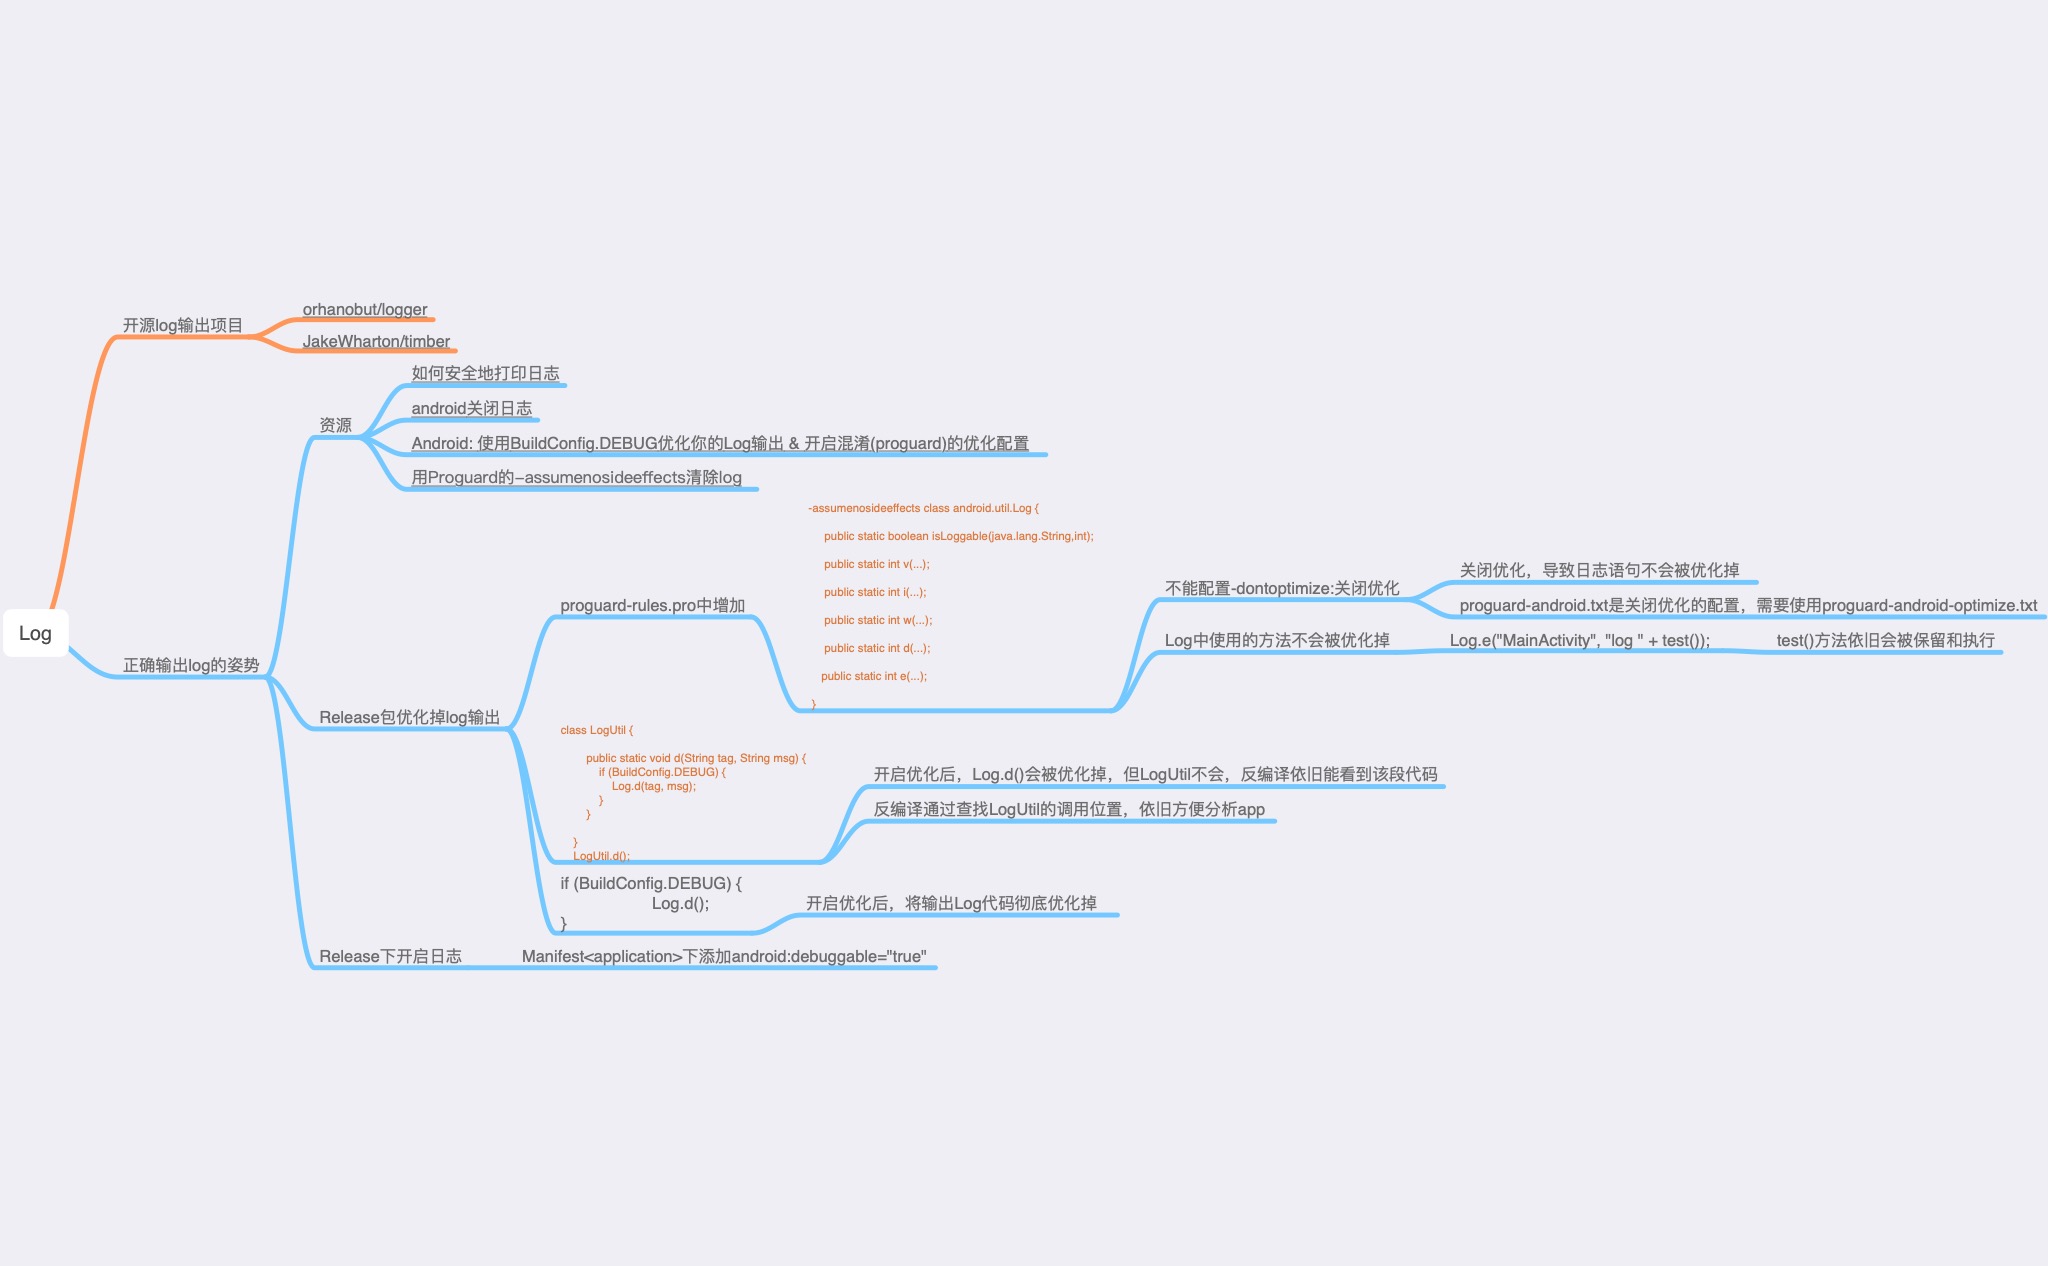 Log
开源log输出项目
orhanobut/logger
JakeWharton/timber
正确输出log的姿势
资源
如何安全地打印日志
android关闭日志
Android: 使用BuildConfig.DEBUG优化你的Log输出 & 开启混淆(proguard)的优化配置
用Proguard的–assumenosideeffects清除log
Release包优化掉log输出
proguard-rules.pro中增加
-assumenosideeffects class android.util.Log {
public static boolean isLoggable(java.lang.String,int);
public static int v(...);
public static int i(...);
public static int w(...);
public static int d(...);
public static int e(...);
}
不能配置-dontoptimize:关闭优化
关闭优化，导致日志语句不会被优化掉
proguard-android.txt是关闭优化的配置，需要使用proguard-android-optimize.txt
Log中使用的方法不会被优化掉
Log.e("MainActivity", "log " + test());
test()方法依旧会被保留和执行
class LogUtil {
public static void d(String tag, String msg) {
if (BuildConfig.DEBUG) {
Log.d(tag, msg);
}
}
}
LogUtil.d();
开启优化后，Log.d()会被优化掉，但LogUtil不会，反编译依旧能看到该段代码
反编译通过查找LogUtil的调用位置，依旧方便分析app
if (BuildConfig.DEBUG) {
Log.d();
}
开启优化后，将输出Log代码彻底优化掉
Release下开启日志
Manifest<application>下添加android:debuggable="true"